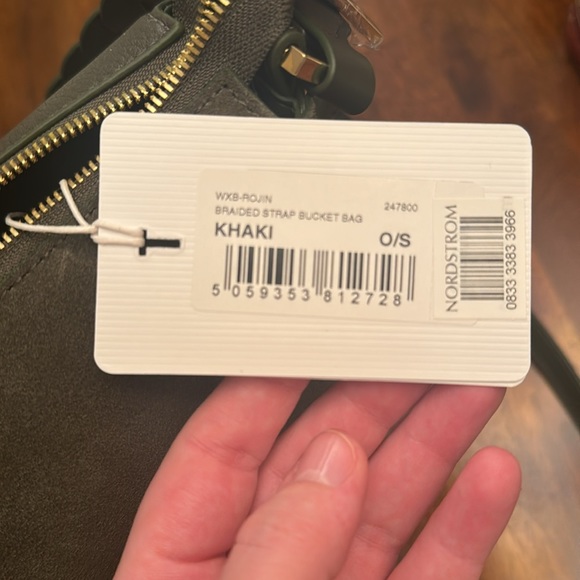 WXB-ROJIN
BRAIDED STRAP BUCKET BAG
247800
KHAKI
O/S
5 059353 812728
NORDSTROM
0833 3383 3966